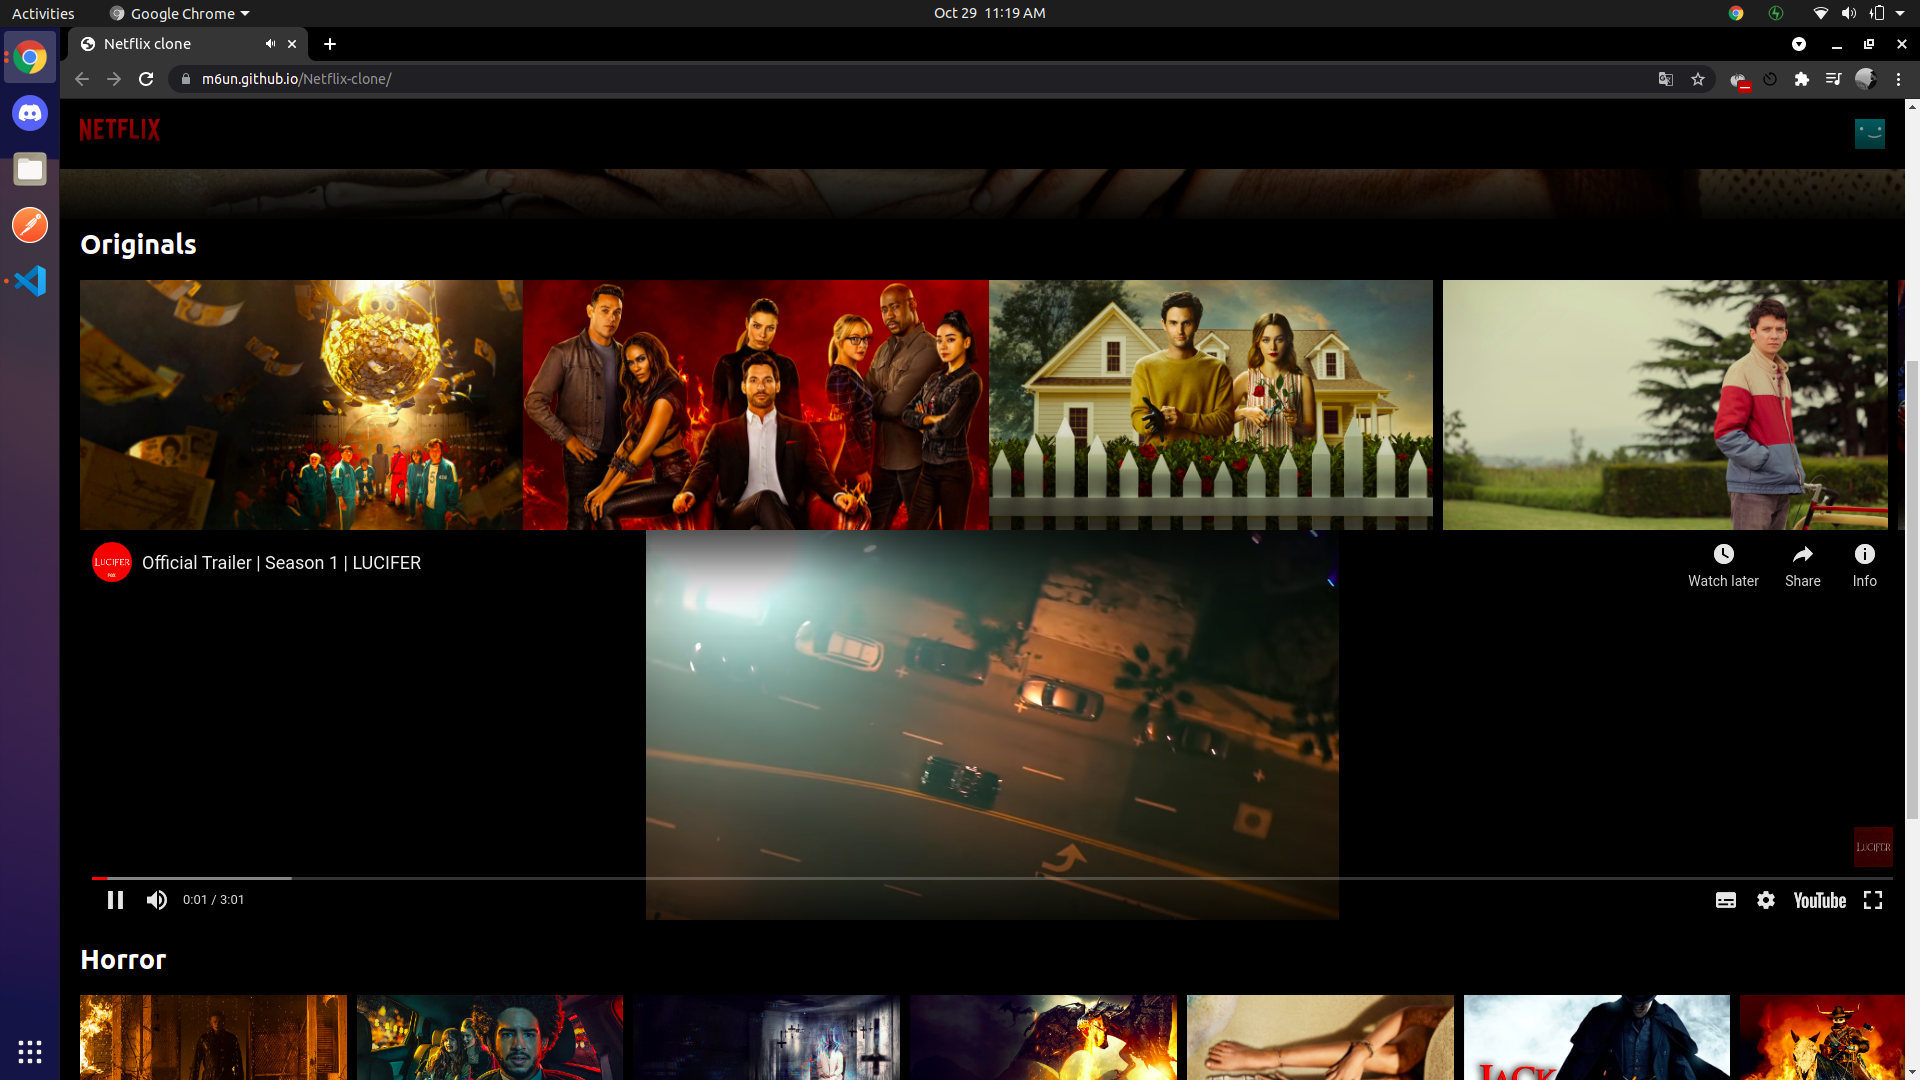 Activities
Google Chrome
Oct 29 11:19 AM
Netflix clone
m6un.github.io/Netflix-clone/
NETFLIX
Originals
LUCIFER
Official Trailer | Season 1 | LUCIFER
Watch later
Share
Info
LUCIFER
0:01 / 3:01
YouTube
Horror
JACK